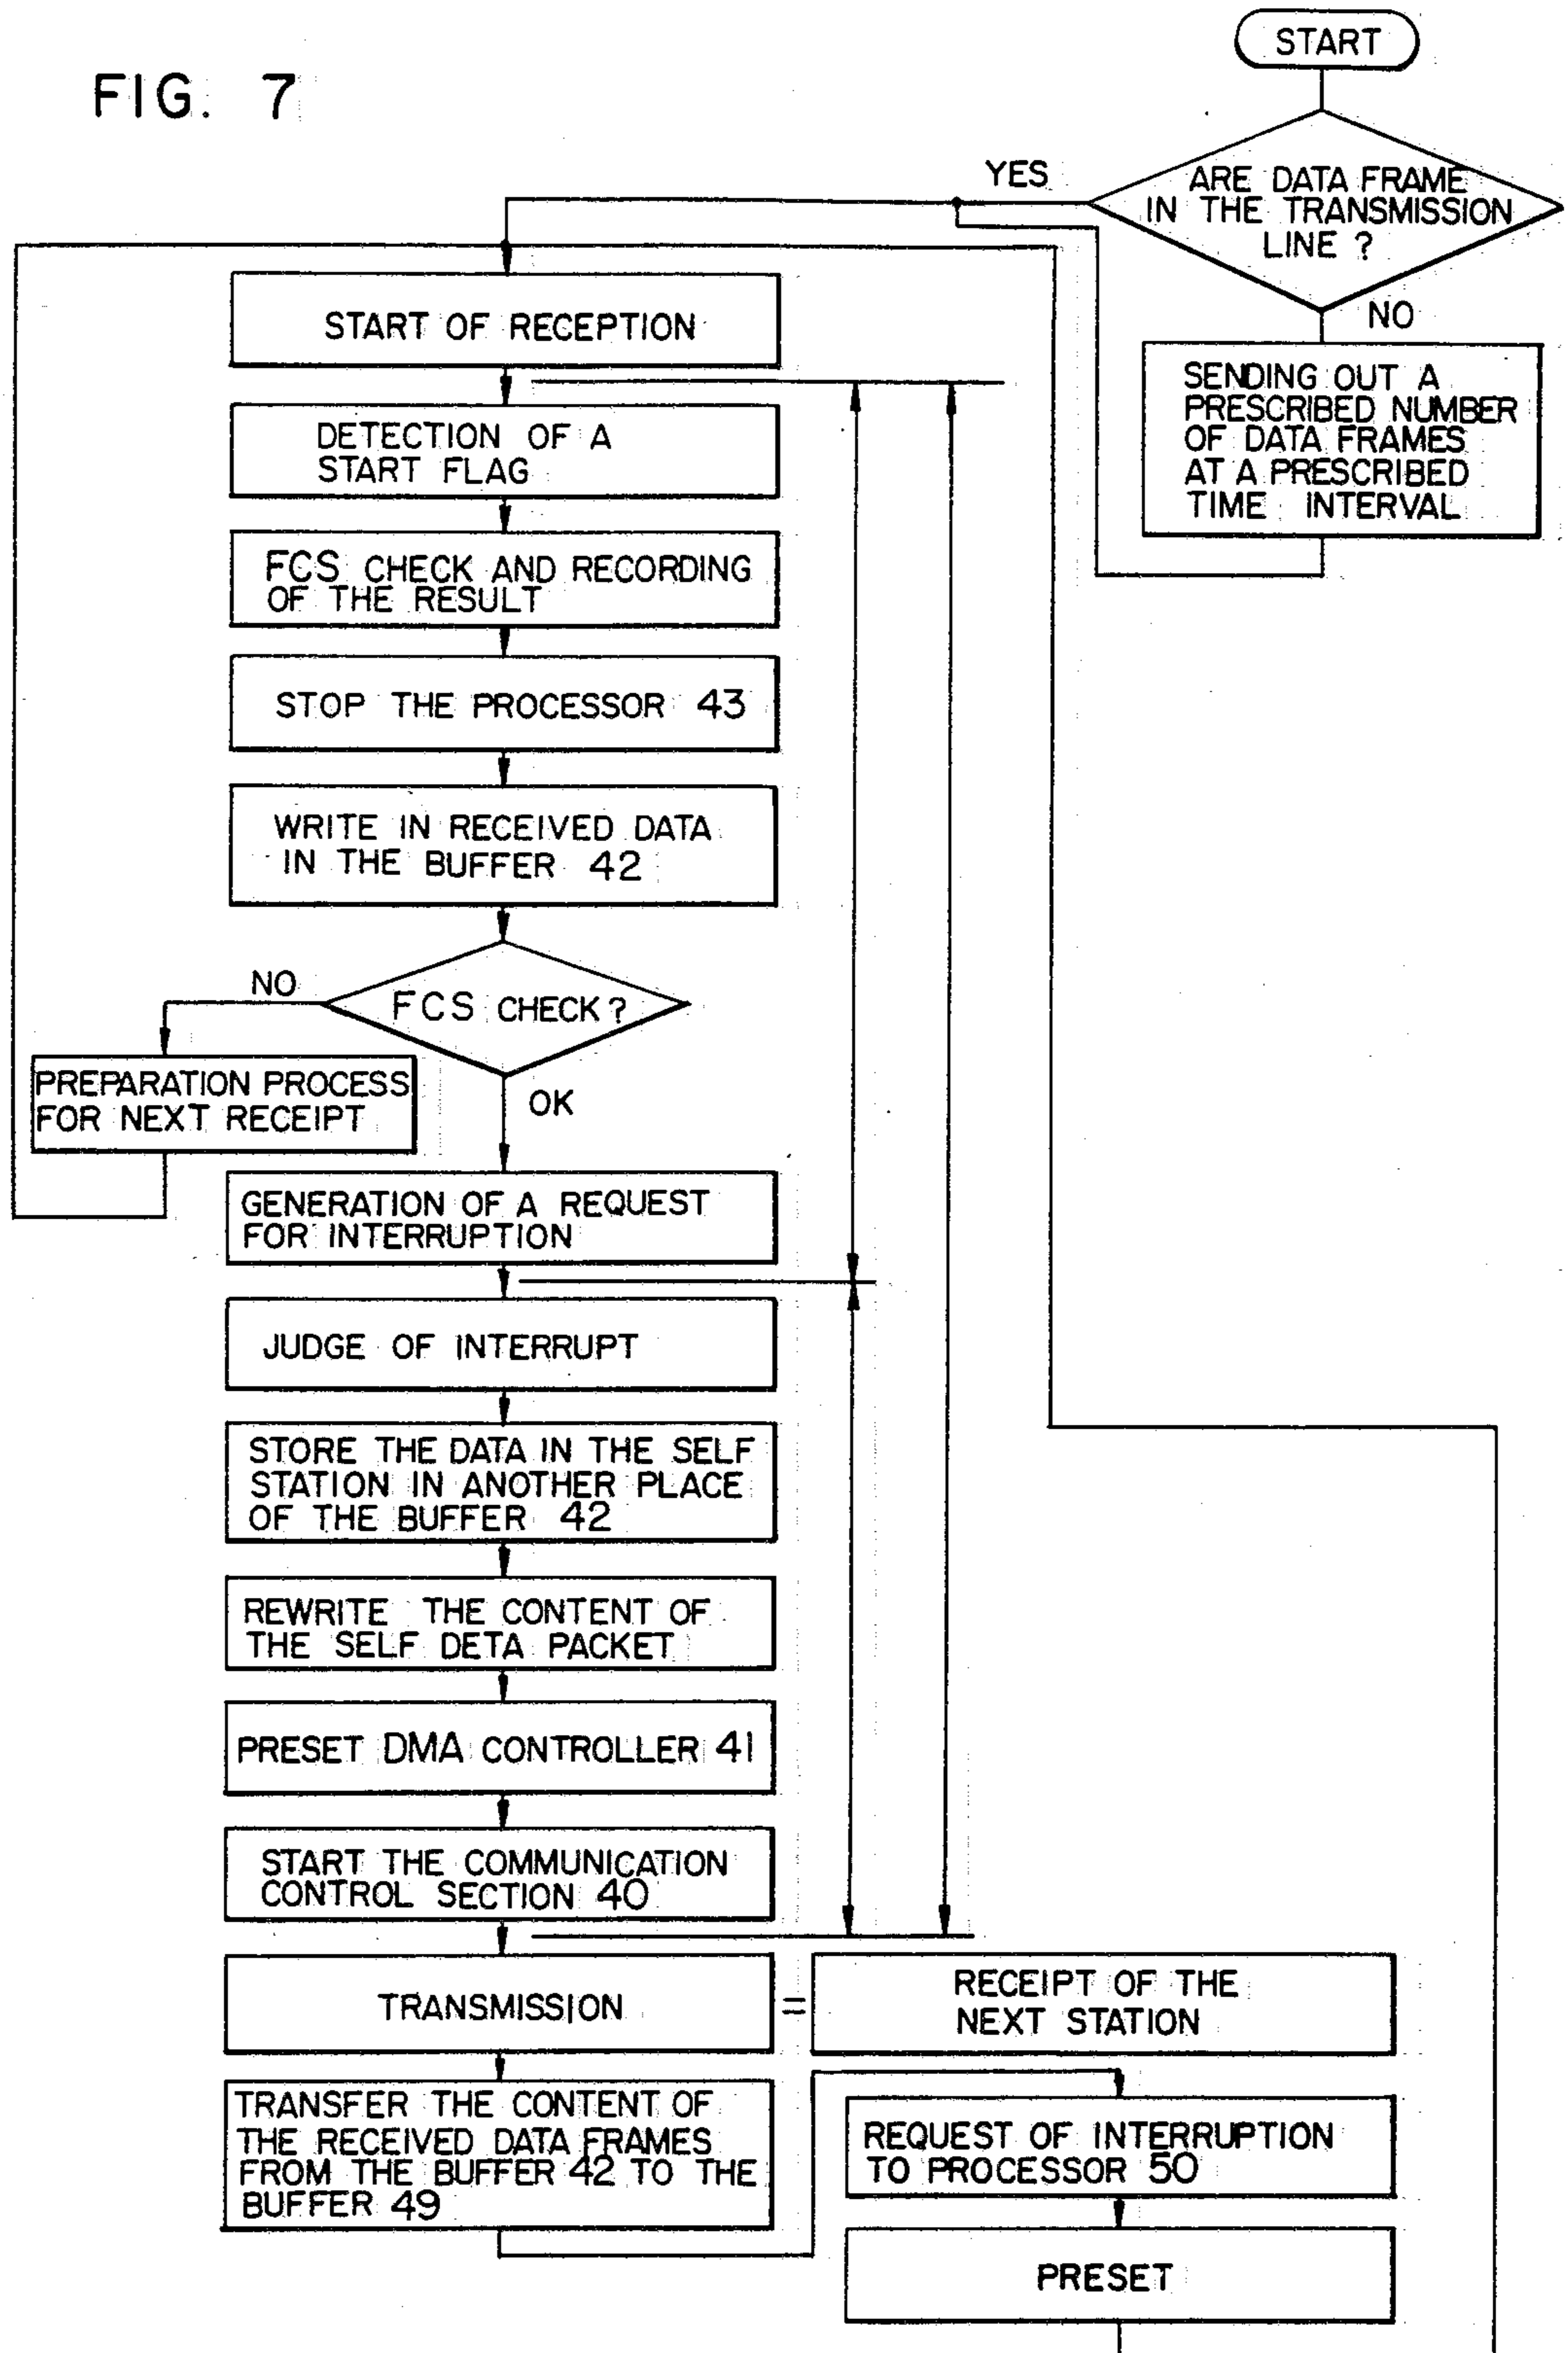 FIG. 7
START
ARE DATA FRAME
IN THE TRANSMISSION
LINE ?
YES
NO
SENDING OUT A
PRESCRIBED NUMBER
OF DATA FRAMES
AT A PRESCRIBED
TIME INTERVAL
START OF RECEPTION
DETECTION OF A
START FLAG
FCS CHECK AND RECORDING
OF THE RESULT
STOP THE PROCESSOR 43
WRITE IN RECEIVED DATA
IN THE BUFFER 42
FCS CHECK?
NO
PREPARATION PROCESS
FOR NEXT RECEIPT
OK
GENERATION OF A REQUEST
FOR INTERRUPTION
JUDGE OF INTERRUPT
STORE THE DATA IN THE SELF
STATION IN ANOTHER PLACE
OF THE BUFFER 42
REWRITE THE CONTENT OF
THE SELF DETA PACKET
PRESET DMA CONTROLLER 41
START THE COMMUNICATION
CONTROL SECTION 40
TRANSMISSION
=
RECEIPT OF THE
NEXT STATION
TRANSFER THE CONTENT OF
THE RECEIVED DATA FRAMES
FROM THE BUFFER 42 TO THE
BUFFER 49
REQUEST OF INTERRUPTION
TO PROCESSOR 50
PRESET